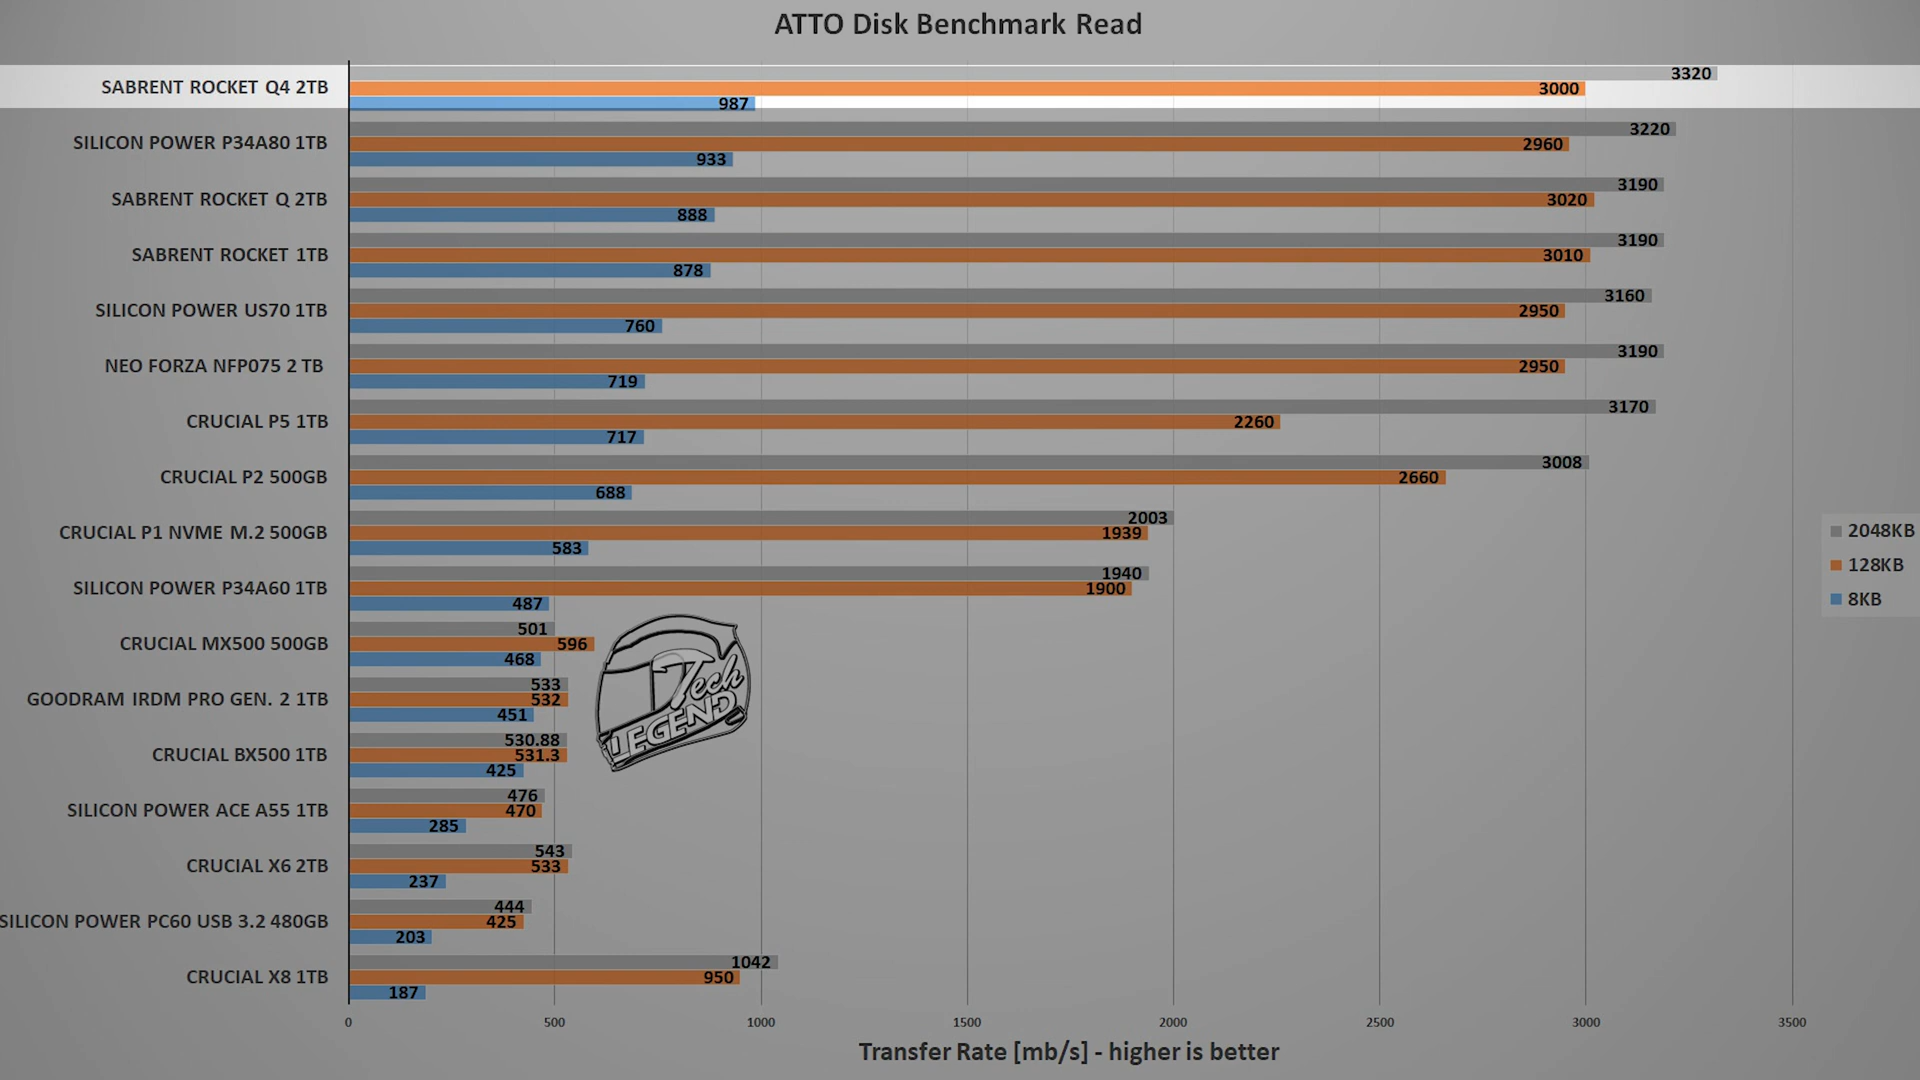 ATTO Disk Benchmark Read
SABRENT ROCKET Q4 2TB
3320
3000
987
SILICON POWER P34A80 1TB
3220
2960
933
SABRENT ROCKET Q 2TB
3190
3020
888
SABRENT ROCKET 1TB
3190
3010
878
SILICON POWER US70 1TB
3160
2950
760
NEO FORZA NFP075 2 TB
3190
2950
719
CRUCIAL P5 1TB
3170
2260
717
CRUCIAL P2 500GB
3008
2660
688
CRUCIAL P1 NVME M.2 500GB
2003
1939
583
SILICON POWER P34A60 1TB
1940
1900
487
CRUCIAL MX500 500GB
501
596
468
GOODRAM IRDM PRO GEN. 2 1TB
533
532
451
CRUCIAL BX500 1TB
530.88
531.3
425
SILICON POWER ACE A55 1TB
476
470
285
CRUCIAL X6 2TB
543
533
237
SILICON POWER PC60 USB 3.2 480GB
444
425
203
CRUCIAL X8 1TB
1042
950
187
Tech
LEGEND
2048KB
128KB
8KB
0 500 1000 1500 2000 2500 3000 3500
Transfer Rate [mb/s] - higher is better